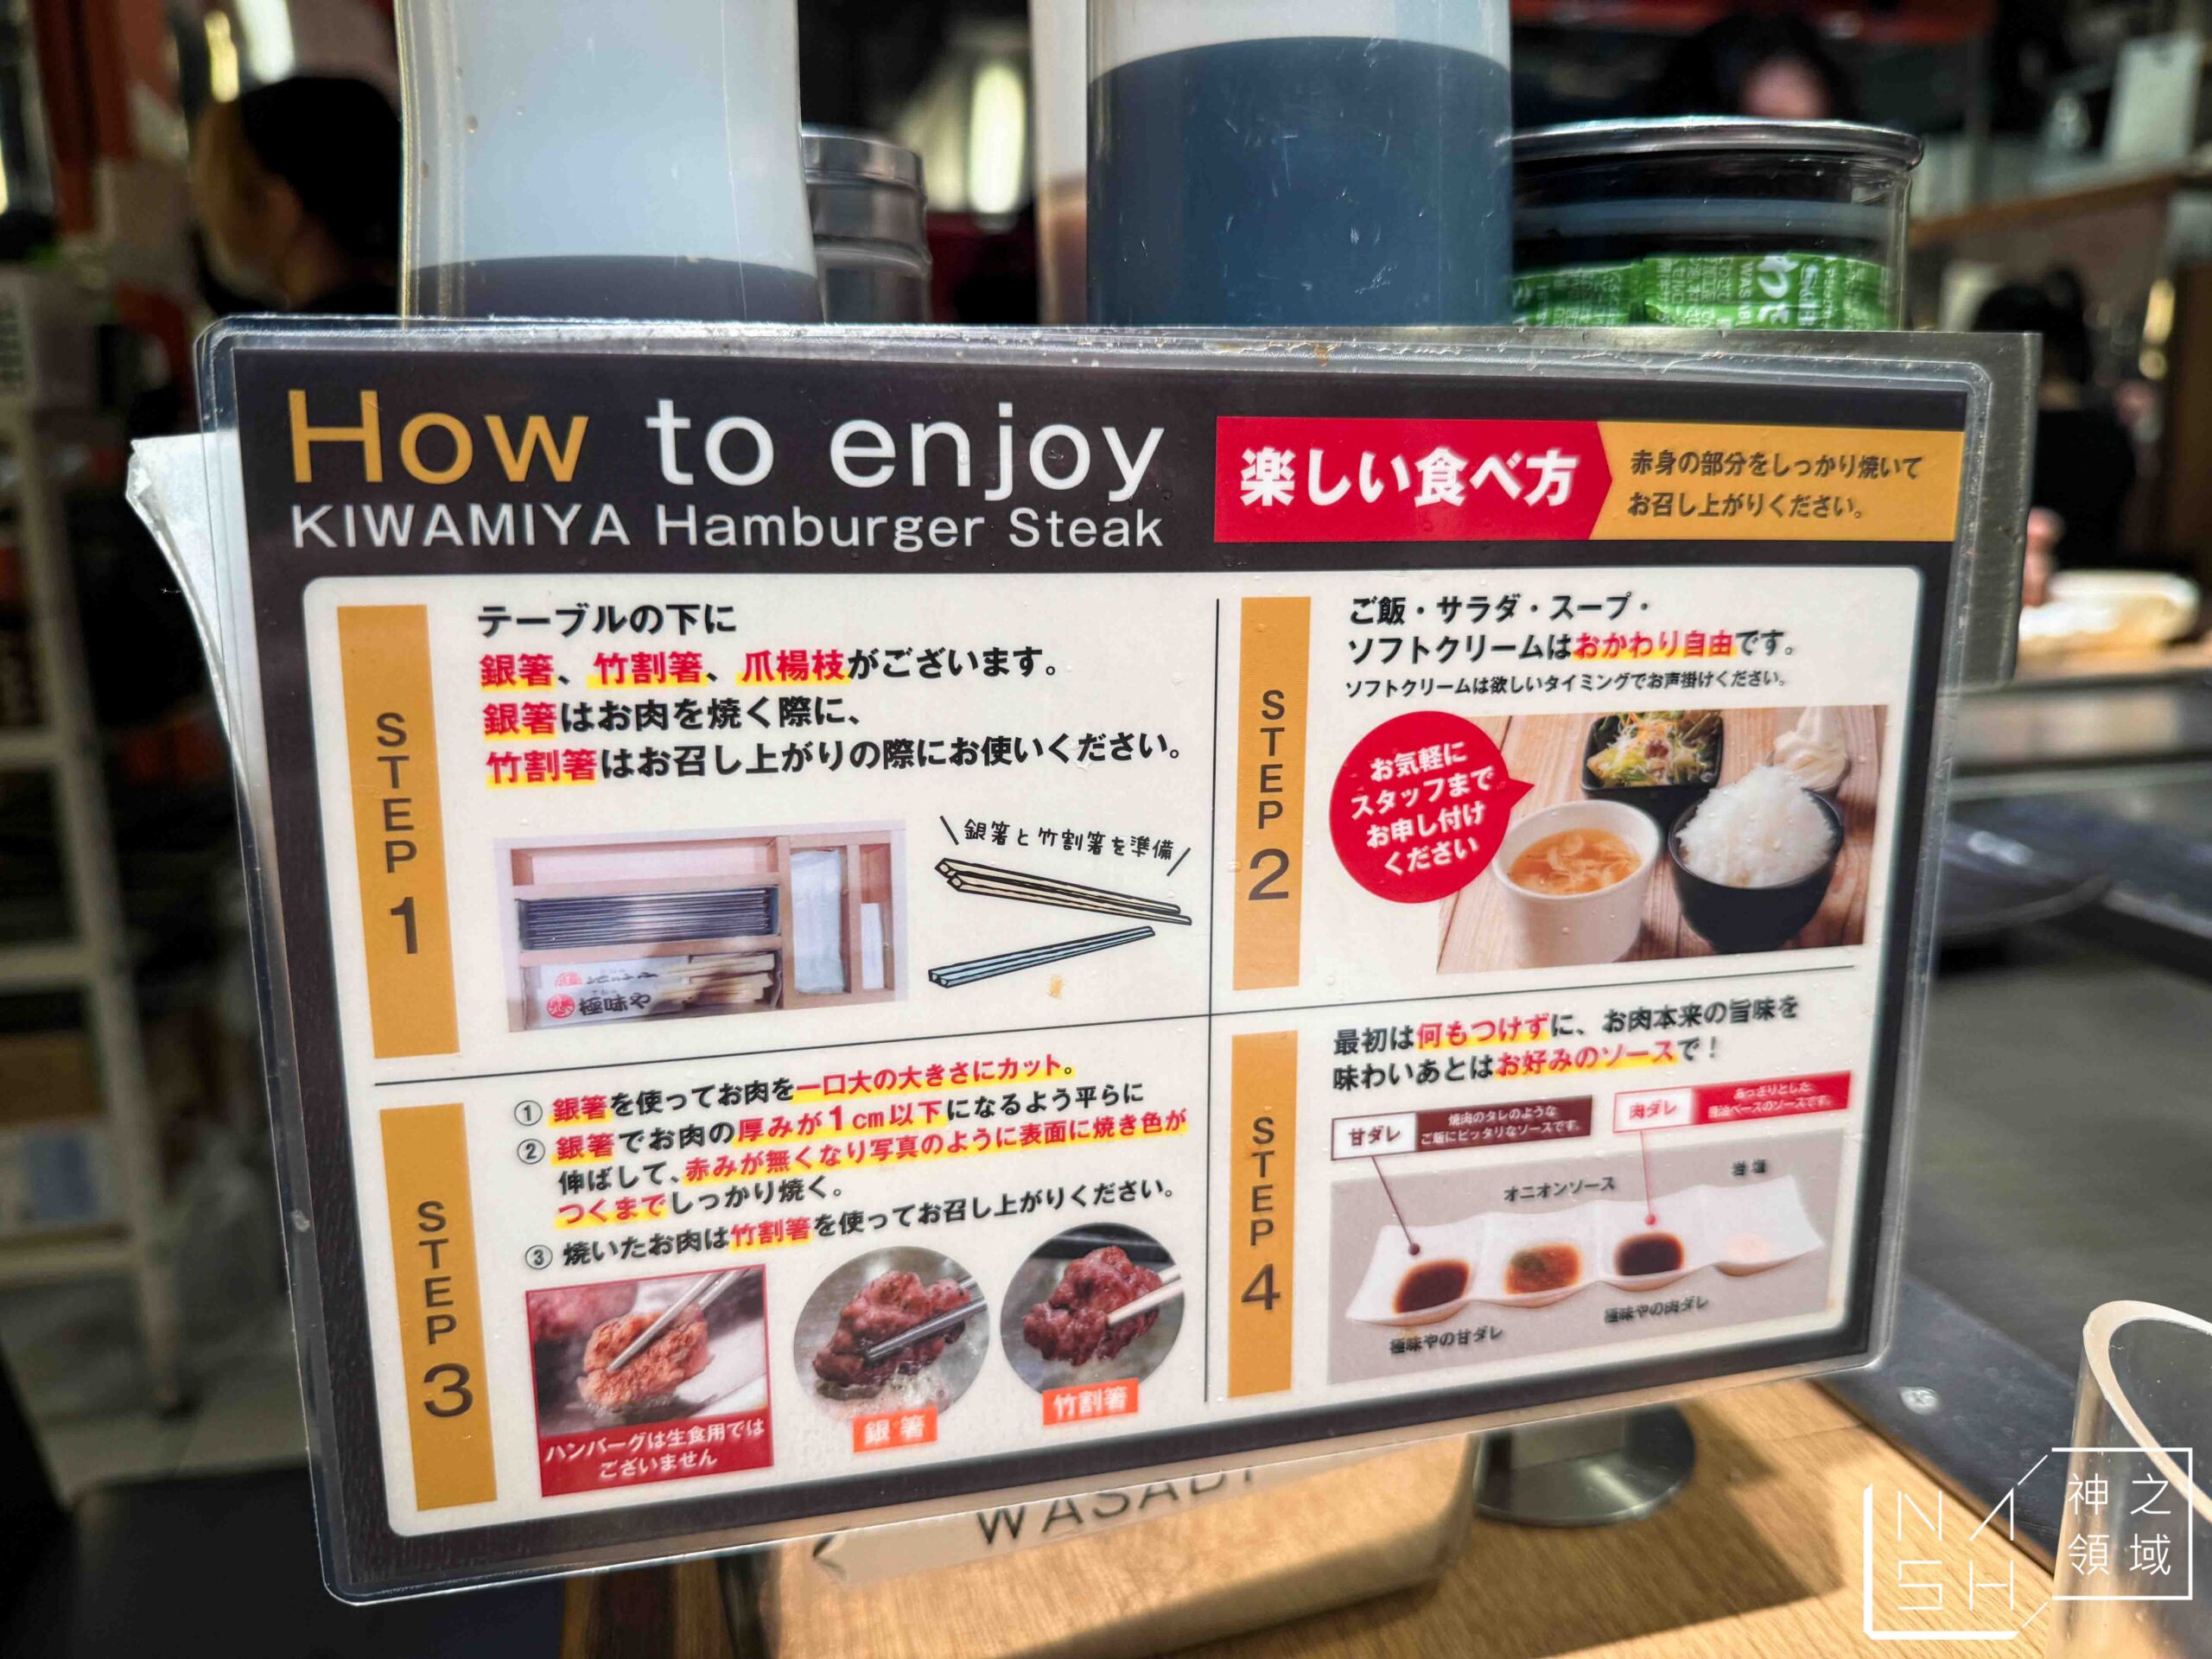 How to enjoy
KIWAMIYA Hamburger Steak
楽しい食べ方
赤身の部分をしっかり焼いて
お召し上がりください。
STEP 1
テーブルの下に
銀箸、竹割箸、爪楊枝がございます。
銀箸はお肉を焼く際に、
竹割箸はお召し上がりの際にお使いください。
銀箸と竹割箸を準備
極味や
STEP 2
ご飯・サラダ・スープ・
ソフトクリームはおかわり自由です。
ソフトクリームは欲しいタイミングでお声掛けください。
お気軽に
スタッフまで
お申し付け
ください
STEP 3
① 銀箸を使ってお肉を一口大の大きさにカット。
② 銀箸でお肉の厚みが1cm以下になるよう平らに
伸ばして、赤みが無くなり写真のように表面に焼き色が
つくまでしっかり焼く。
③ 焼いたお肉は竹割箸を使ってお召し上がりください。
ハンバーグは生食用では
ございません
銀箸
竹割箸
STEP 4
最初は何もつけずに、お肉本来の旨味を
味わいあとはお好みのソースで！
甘ダレ
焼肉のタレのような
ご飯にピッタリなソースです。
肉ダレ
あっさりとした、
醤油ベースのソースです。
オニオンソース
岩塩
極味やの甘ダレ
極味やの肉ダレ
WASABI
NASH
神之
領域